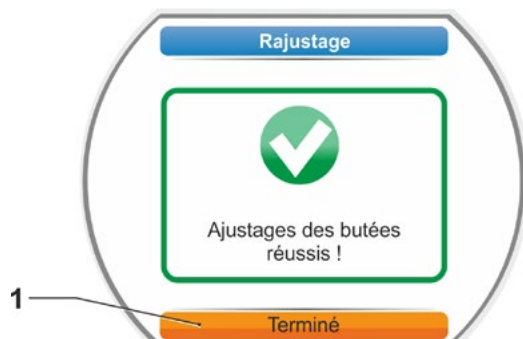 Rajustage
Ajustages des butées
réussis !
1
Terminé